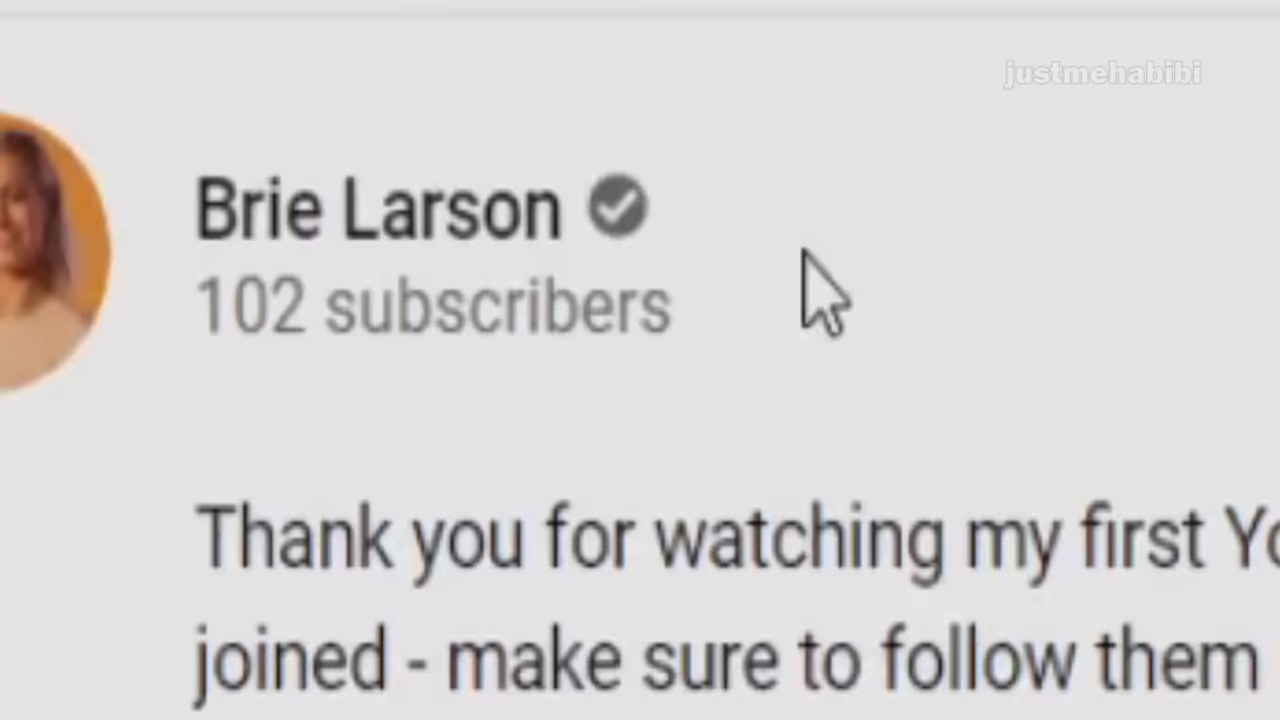 justmehabibi
Brie Larson
102 subscribers
Thank you for watching my first
joined - make sure to follow them